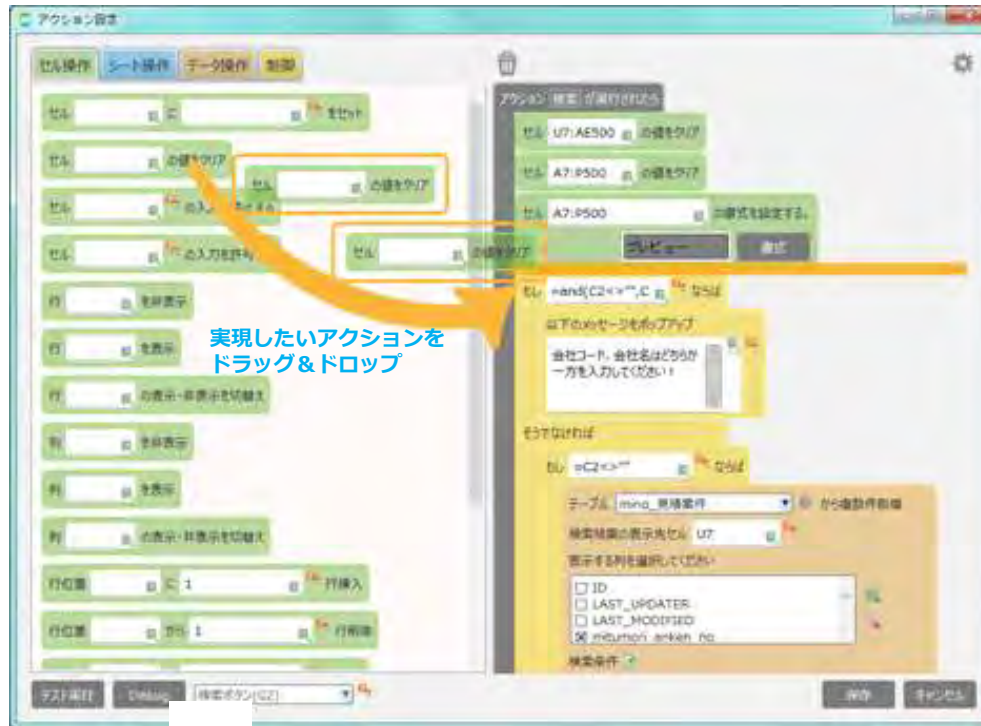 アクション設定
セル操作 シート操作 データ操作 制御
セル に をセット
セル の値をクリア
セル の値をクリア
セル
セル の入力を許可
セル の値をクリア
行 を非表示
行 を表示
行 の表示・非表示を切替え
列 を非表示
列 を表示
列 の表示・非表示を切替え
行位置 に 1 行挿入
行位置 から 1 行削除
実現したいアクションを
ドラッグ&ドロップ
アクション 検索 が実行されたら
セル U7:AE500 の値をクリア
セル A7:P500 の値をクリア
セル A7:P500 の書式を設定する。
プレビュー 書式
もし =and(C2<>"",C ならば
以下のメッセージをポップアップ
会社コード、会社名はどちらか
一方を入力してください！
そうでなければ
もし =C2<>"" ならば
テーブル mino_見積案件 から複数件取得
検索結果の表示先セル U7
表示する列を選択してください
ID
LAST_UPDATER
LAST_MODIFIED
mitumori_anken_no
検索条件
テスト実行 Debug 検索ボタン(G2)
保存 キャンセル